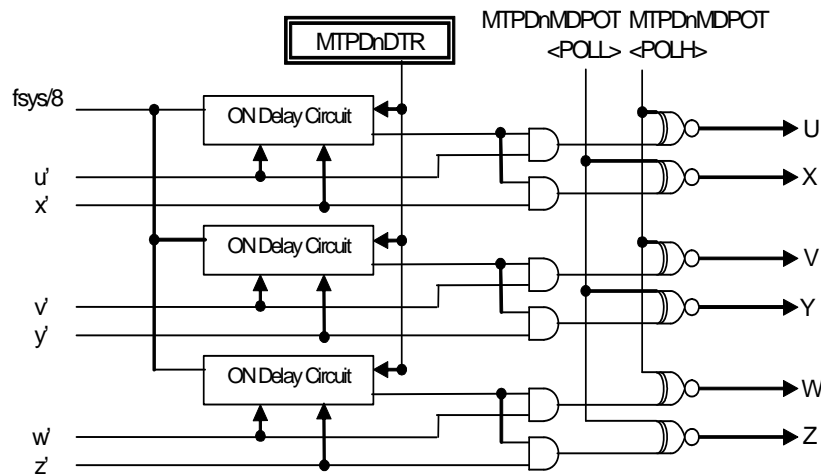 MTPDnDTR
MTPDnMDPOT MTPDnMDPOT
<POLL> <POLH>
fsys/8
ON Delay Circuit
U
u'
X
x'
ON Delay Circuit
V
v'
Y
y'
ON Delay Circuit
W
w'
Z
z'